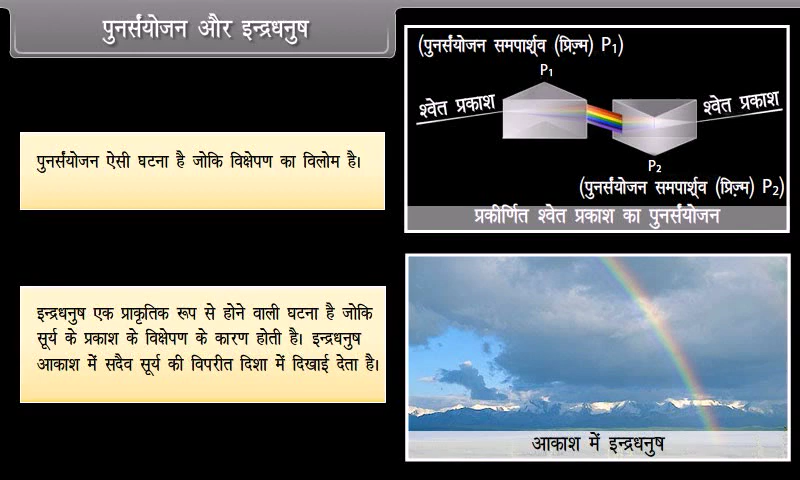 पुनर्संयोजन और इन्द्रधनुष
पुनर्संयोजन ऐसी घटना है जोकि विक्षेपण का विलोम है।
इन्द्रधनुष एक प्राकृतिक रूप से होने वाली घटना है जोकि
सूर्य के प्रकाश के विक्षेपण के कारण होती है। इन्द्रधनुष
आकाश में सदैव सूर्य की विपरीत दिशा में दिखाई देता है।
(पुनर्संयोजन समपार्श्व (प्रिज़्म) P₁)
P₁
श्वेत प्रकाश
श्वेत प्रकाश
P₂
(पुनर्संयोजन समपार्श्व (प्रिज़्म) P₂)
प्रकीर्णित श्वेत प्रकाश का पुनर्संयोजन
आकाश में इन्द्रधनुष